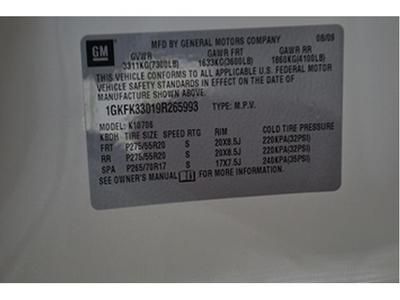 GM
MFD BY GENERAL MOTORS COMPANY 08/09
GVWR GAWR FRT GAWR RR
3311KG(7300LB) 1633KG(3600LB) 1860KG(4100LB)
THIS VEHICLE CONFORMS TO ALL APPLICABLE U.S. FEDERAL MOTOR
VEHICLE SAFETY STANDARDS IN EFFECT ON THE DATE OF
MANUFACTURE SHOWN ABOVE.
1GKFK33019R265993 TYPE: M.P.V.
MODEL: K10706
TIRE SIZE SPEED RTG RIM COLD TIRE PRESSURE
FRT P275/55R20 S 20X8.5J 220KPA(32PSI)
RR P275/55R20 S 20X8.5J 220KPA(32PSI)
SPA P265/70R17 S 17X7.5J 240KPA(35PSI)
SEE OWNER'S MANUAL FOR MORE INFORMATION.